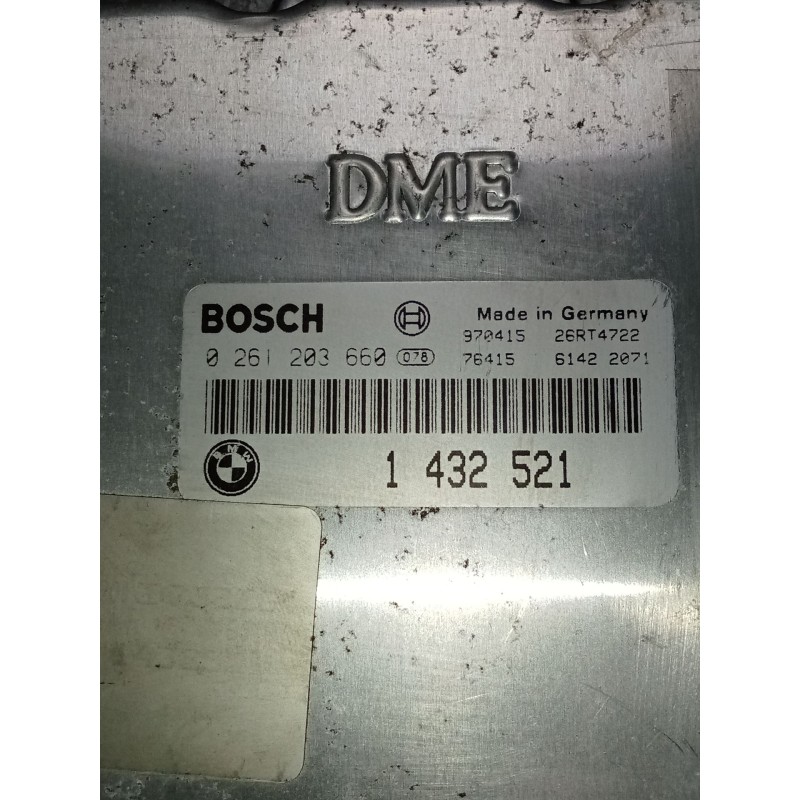 DME
BOSCH Made in Germany
970415 26RT4722
0 261 203 660 078 76415 6142 2071
BMW
1 432 521